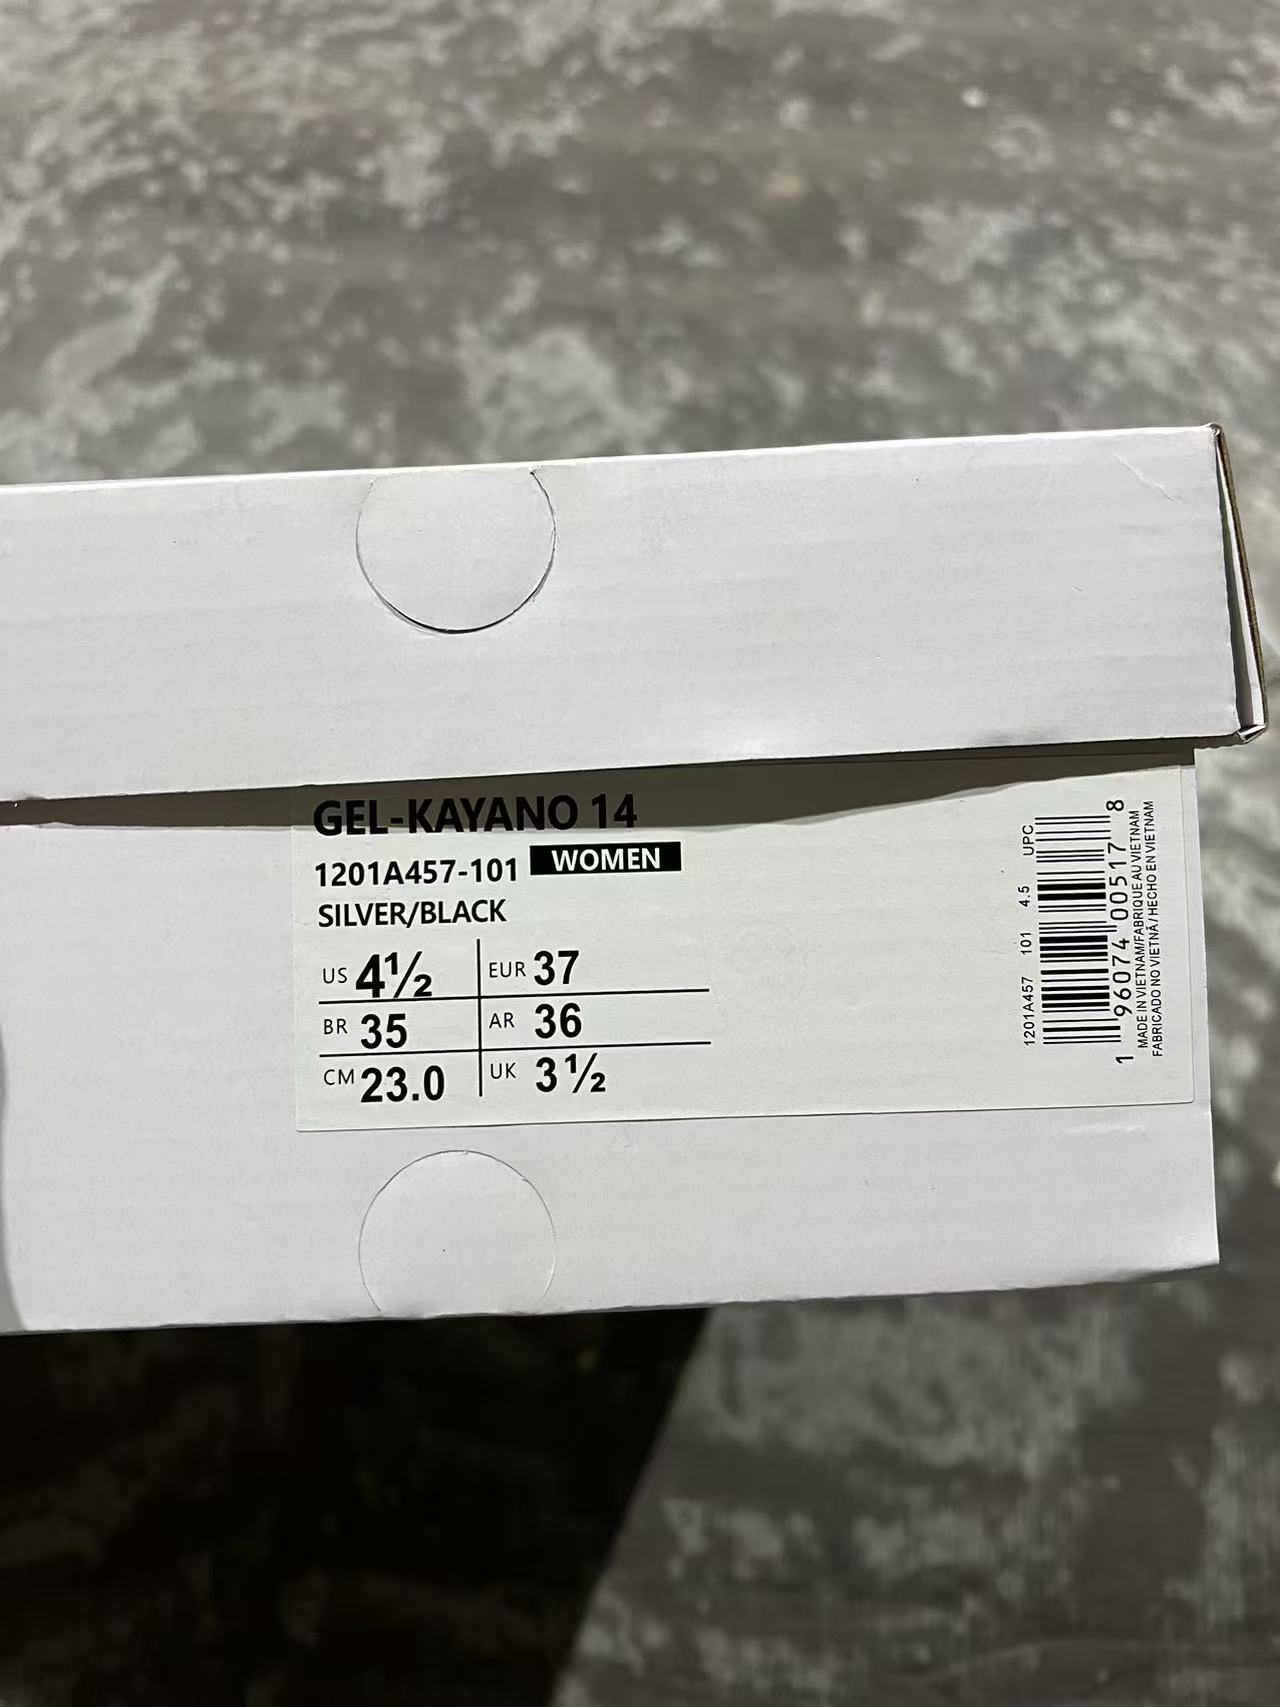 GEL-KAYANO 14
1201A457-101 WOMEN
SILVER/BLACK
US 4½ EUR 37
BR 35 AR 36
CM 23.0 UK 3½
1201A457 101 4.5 UPC
1 96074 00517 8
MADE IN VIETNAM/FABRIQUE AU VIETNAM
FABRICADO NO VIETNÃ/HECHO EN VIETNAM